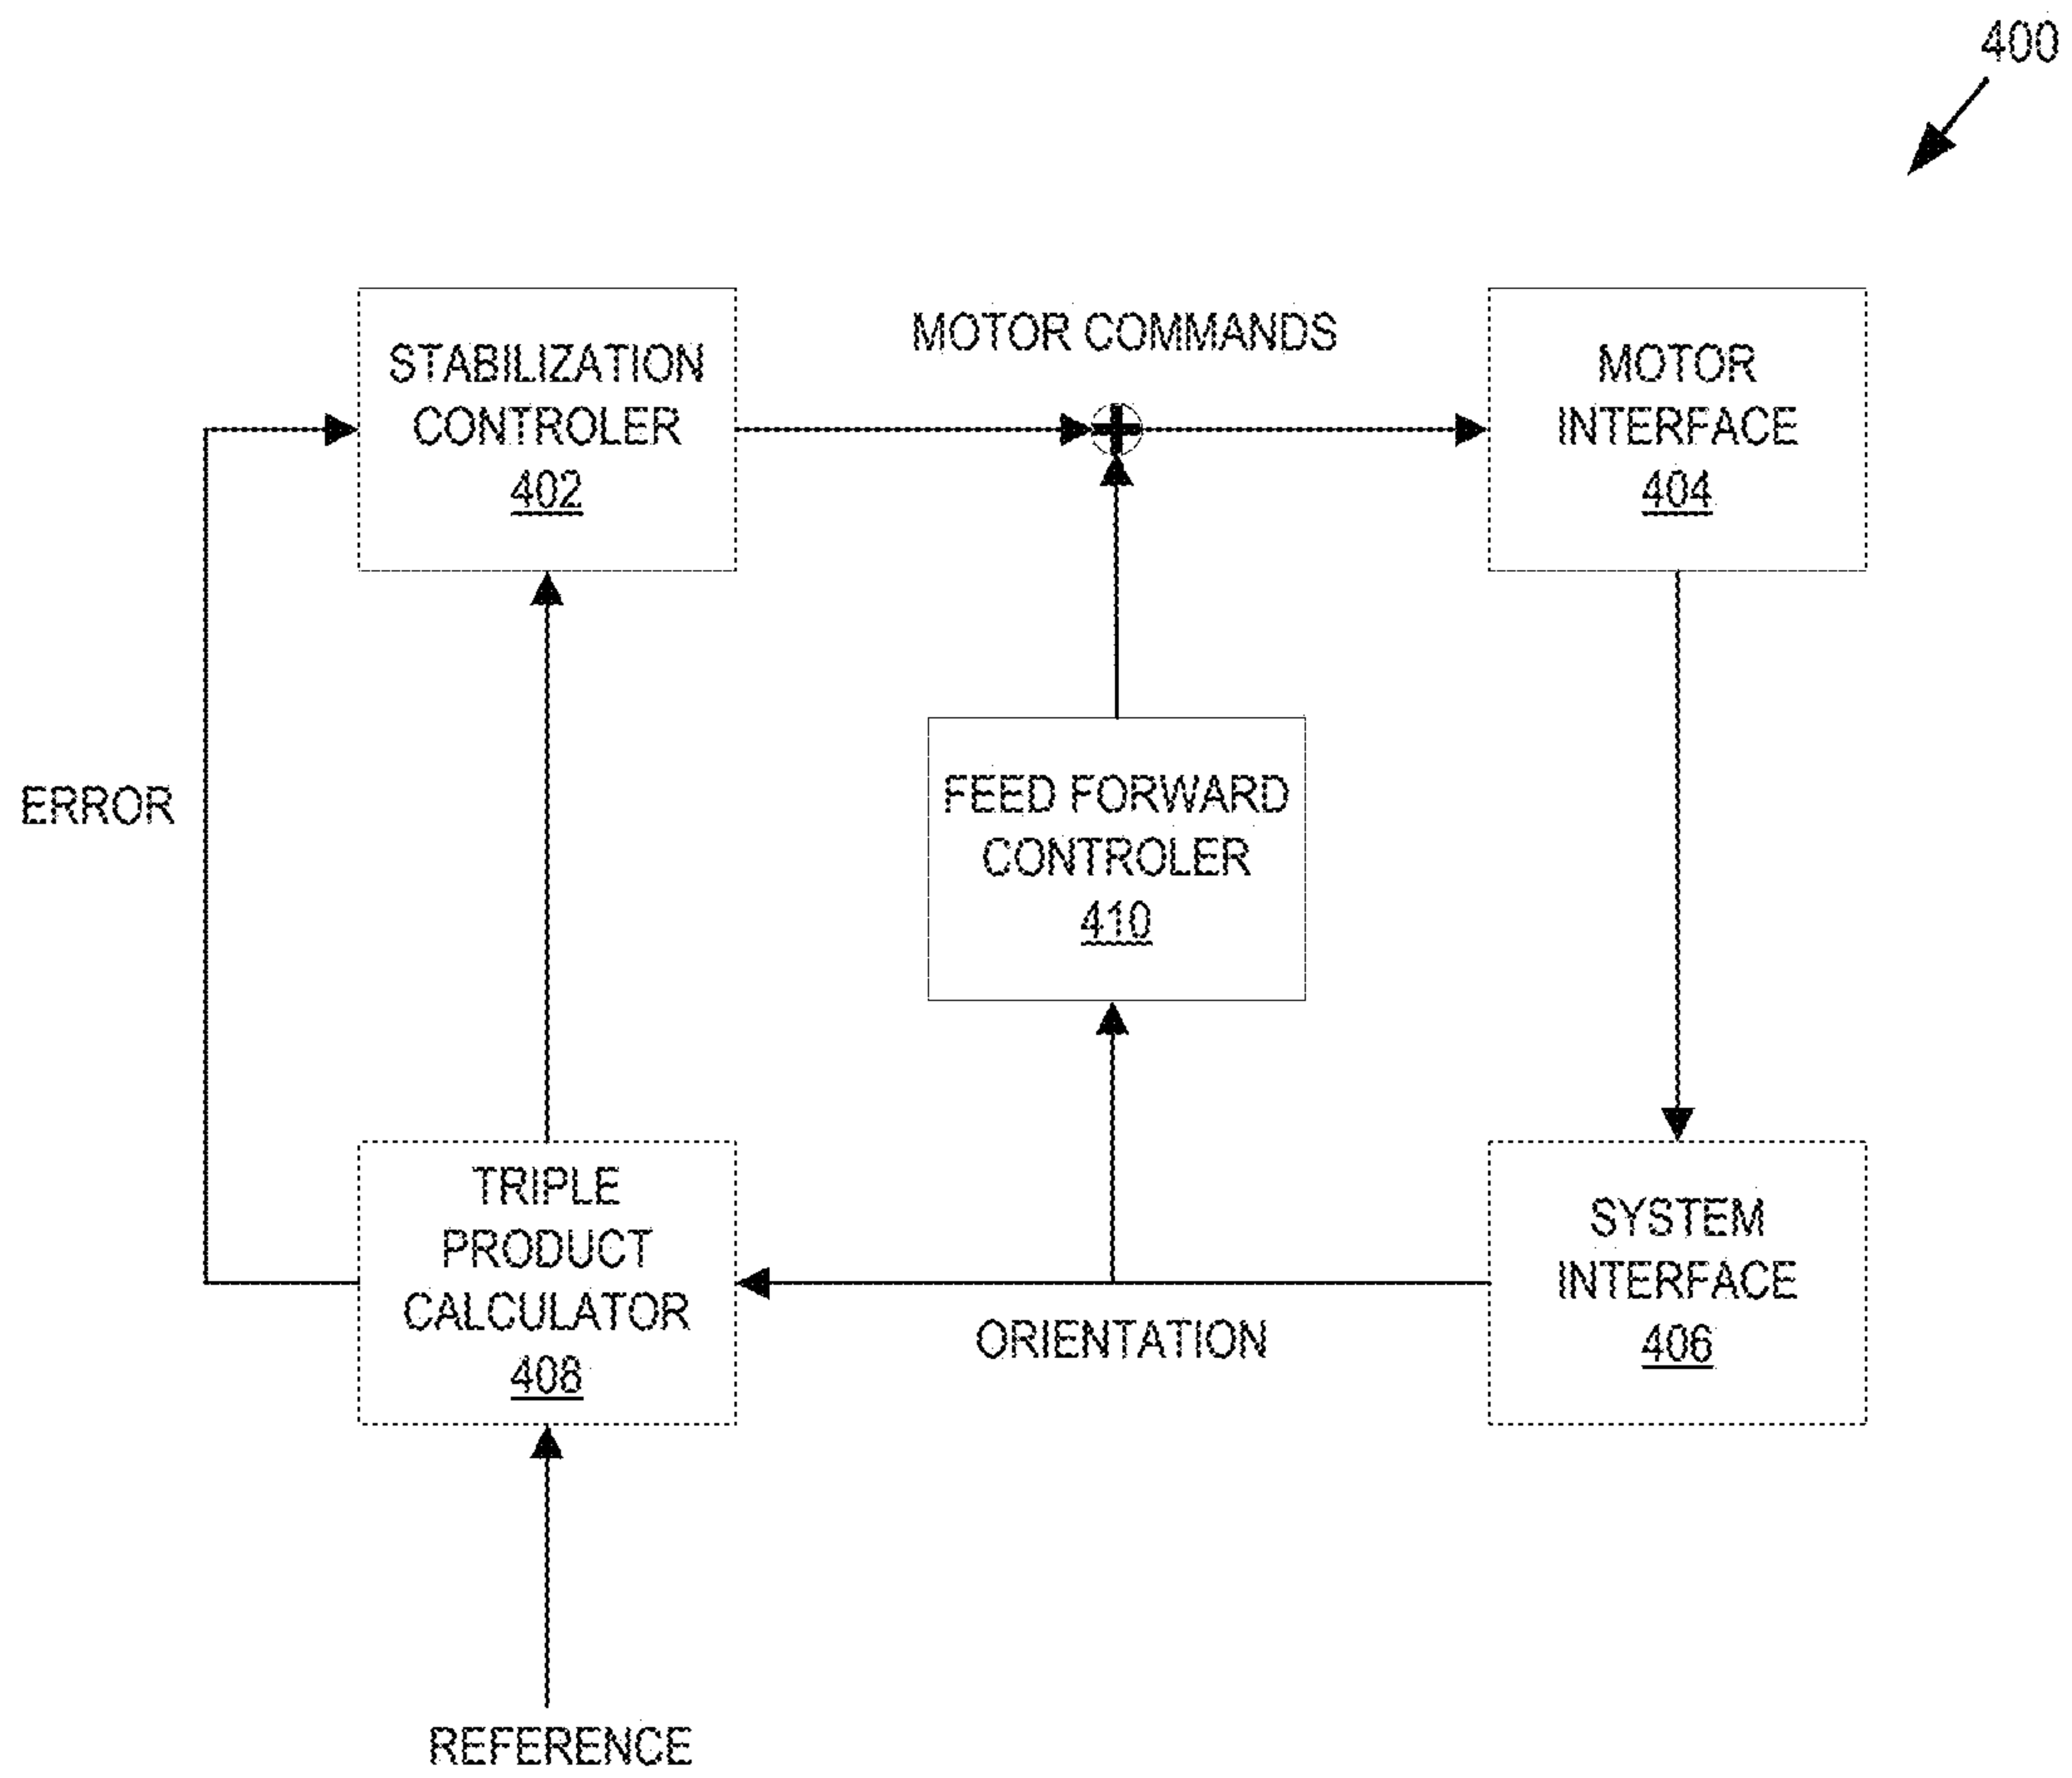 400
STABILIZATION
CONTROLER
402
MOTOR COMMANDS
MOTOR
INTERFACE
404
ERROR
FEED FORWARD
CONTROLER
410
TRIPLE
PRODUCT
CALCULATOR
408
ORIENTATION
SYSTEM
INTERFACE
406
REFERENCE